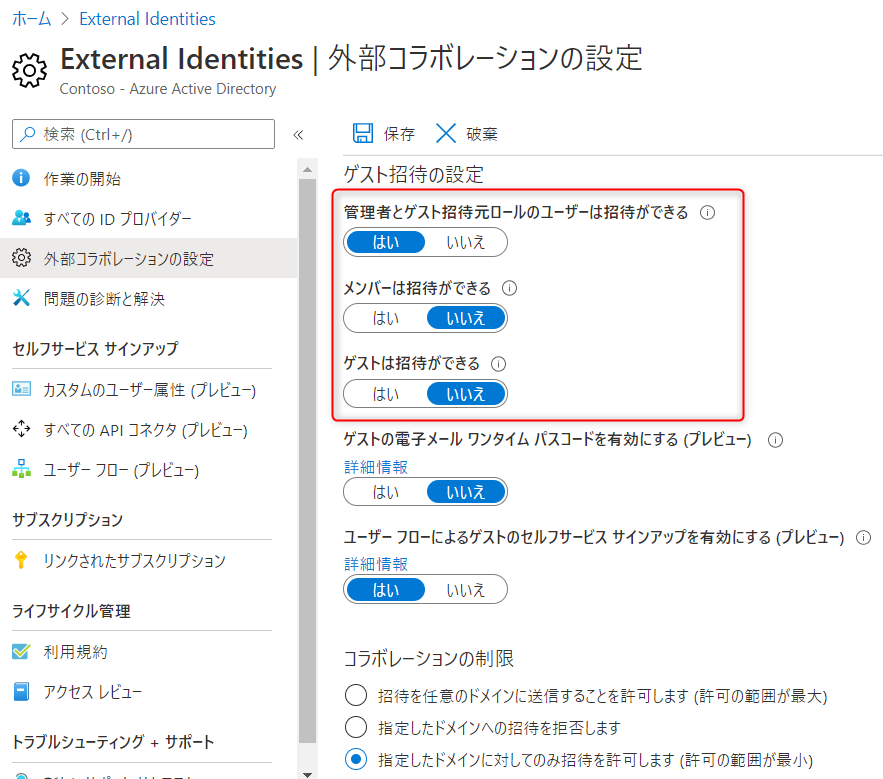 ホーム > External Identities
External Identities | 外部コラボレーションの設定
Contoso - Azure Active Directory
検索 (Ctrl+/)
«
作業の開始
すべての ID プロバイダー
外部コラボレーションの設定
問題の診断と解決
セルフサービス サインアップ
カスタムのユーザー属性 (プレビュー)
すべての API コネクタ (プレビュー)
ユーザー フロー (プレビュー)
サブスクリプション
リンクされたサブスクリプション
ライフサイクル管理
利用規約
アクセス レビュー
トラブルシューティング + サポート
保存 破棄
ゲスト招待の設定
管理者とゲスト招待元ロールのユーザーは招待ができる
はい いいえ
メンバーは招待ができる
はい いいえ
ゲストは招待ができる
はい いいえ
ゲストの電子メール ワンタイム パスコードを有効にする (プレビュー)
詳細情報
はい いいえ
ユーザー フローによるゲストのセルフサービス サインアップを有効にする (プレビュー)
詳細情報
はい いいえ
コラボレーションの制限
招待を任意のドメインに送信することを許可します (許可の範囲が最大)
指定したドメインへの招待を拒否します
指定したドメインに対してのみ招待を許可します (許可の範囲が最小)